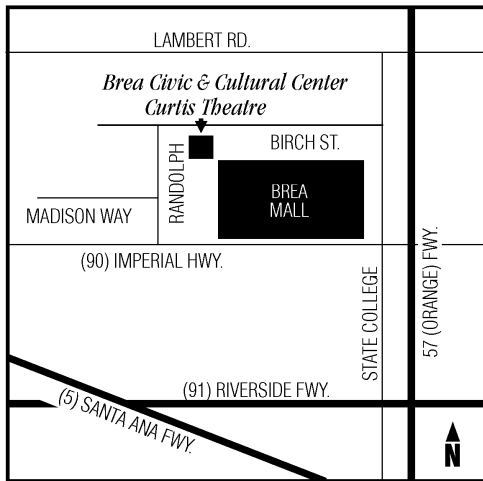 LAMBERT RD.
Brea Civic & Cultural Center
Curtis Theatre
BIRCH ST.
RANDOLPH
BREA
MALL
MADISON WAY
(90) IMPERIAL HWY.
STATE COLLEGE
57 (ORANGE) FWY.
(91) RIVERSIDE FWY.
(5) SANTA ANA FWY.
N